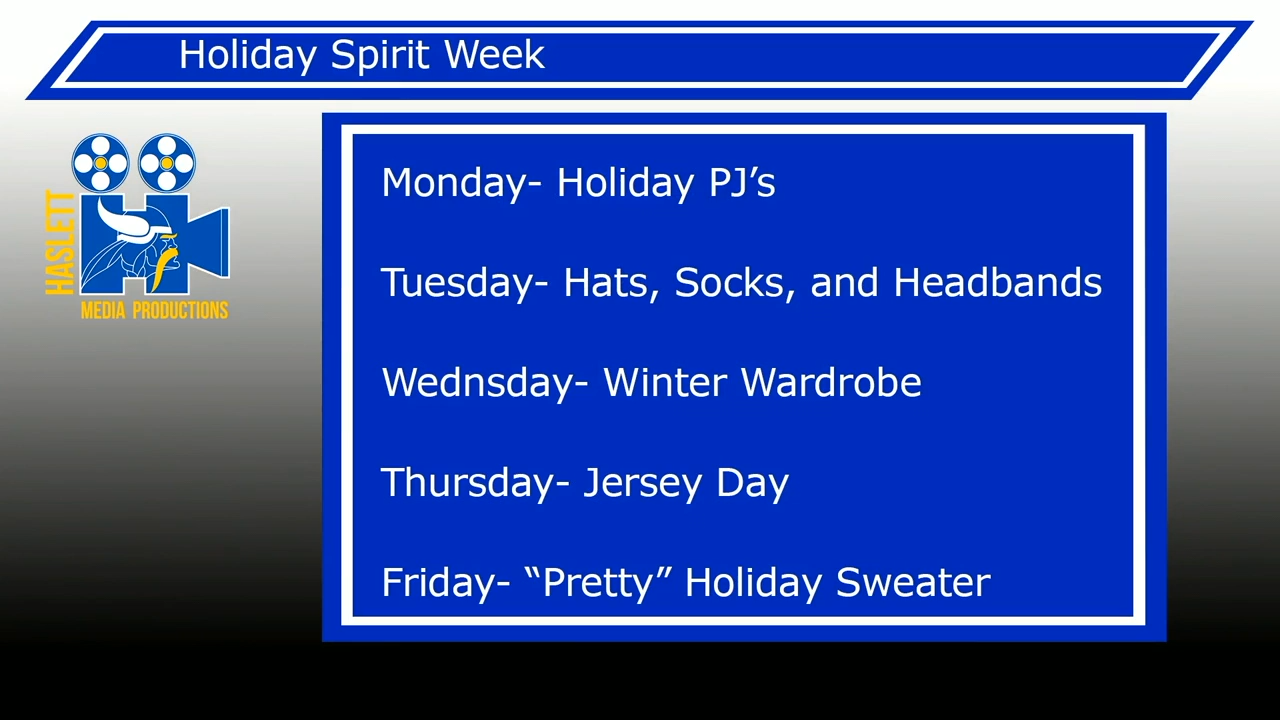 Holiday Spirit Week
HASLETT
MEDIA PRODUCTIONS
Monday- Holiday PJ’s
Tuesday- Hats, Socks, and Headbands
Wednsday- Winter Wardrobe
Thursday- Jersey Day
Friday- “Pretty” Holiday Sweater